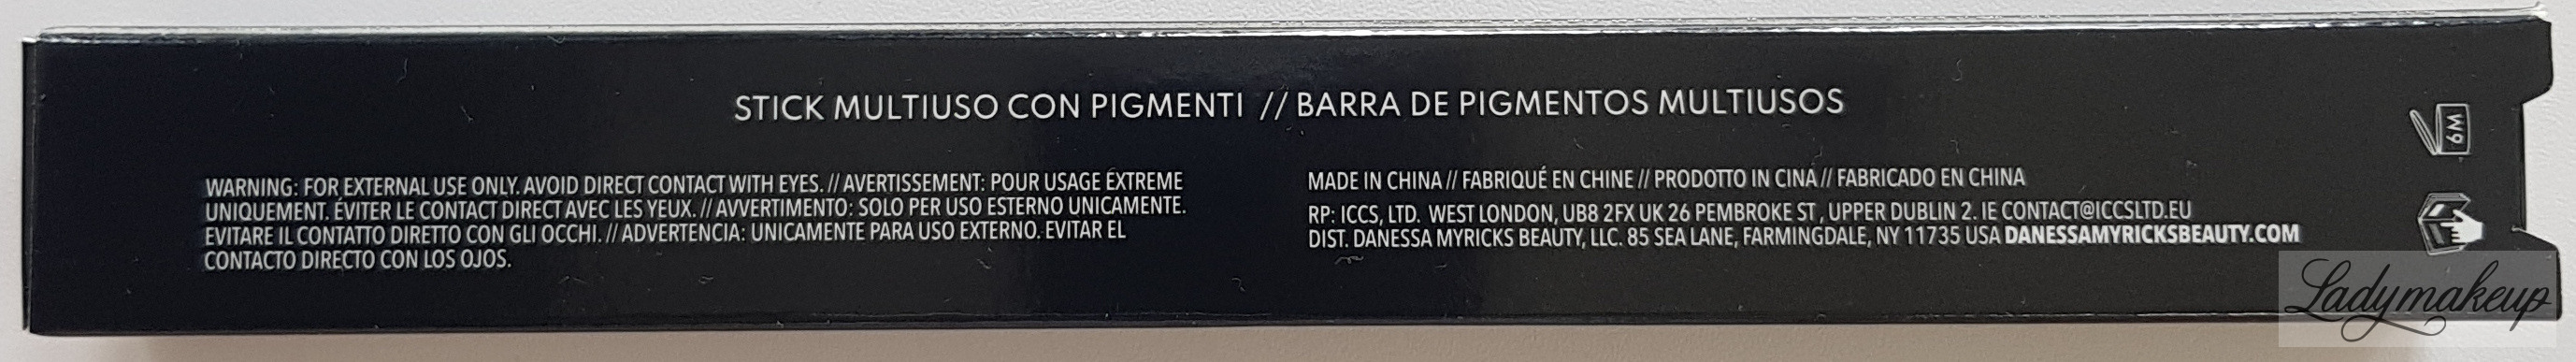 STICK MULTIUSO CON PIGMENTI // BARRA DE PIGMENTOS MULTIUSOS
WARNING: FOR EXTERNAL USE ONLY. AVOID DIRECT CONTACT WITH EYES. // AVERTISSEMENT: POUR USAGE EXTREME
UNIQUEMENT. ÉVITER LE CONTACT DIRECT AVEC LES YEUX. // AVVERTIMENTO: SOLO PER USO ESTERNO UNICAMENTE.
EVITARE IL CONTATTO DIRETTO CON GLI OCCHI. // ADVERTENCIA: UNICAMENTE PARA USO EXTERNO. EVITAR EL
CONTACTO DIRECTO CON LOS OJOS.
MADE IN CHINA // FABRIQUÉ EN CHINE // PRODOTTO IN CINA // FABRICADO EN CHINA
RP: ICCS, LTD. WEST LONDON, UB8 2FX UK 26 PEMBROKE ST, UPPER DUBLIN 2. IE CONTACT@ICCSLTD.EU
DIST. DANESSA MYRICKS BEAUTY, LLC. 85 SEA LANE, FARMINGDALE, NY 11735 USA DANESSAMYRICKSBEAUTY.COM
6M
Ladymakeup